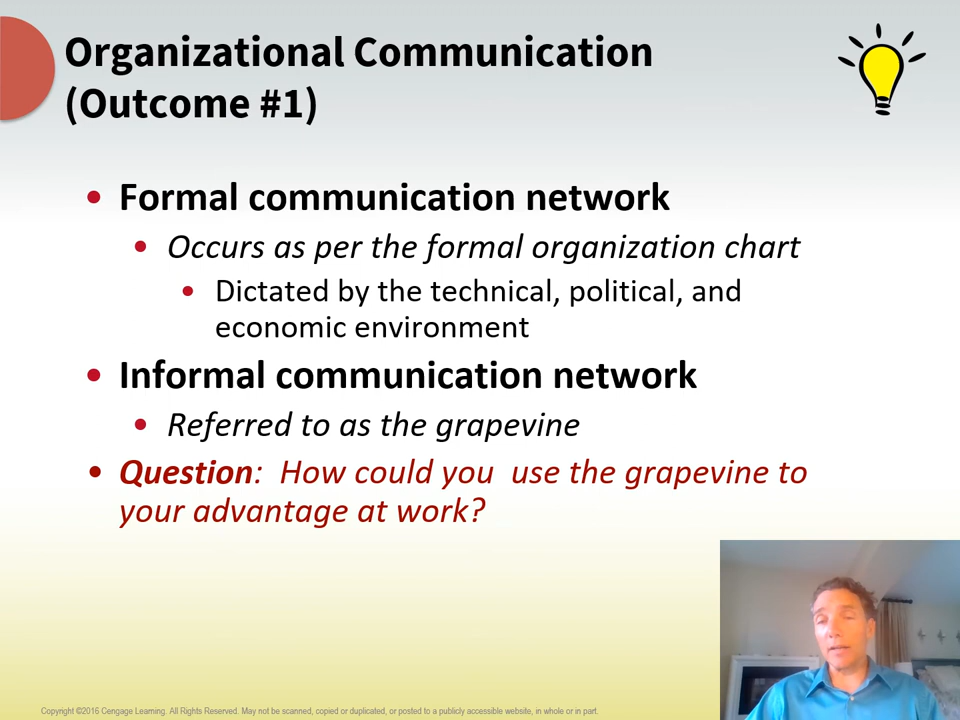 Organizational Communication
(Outcome #1)
• Formal communication network
• Occurs as per the formal organization chart
• Dictated by the technical, political, and
economic environment
• Informal communication network
• Referred to as the grapevine
• Question:  How could you  use the grapevine to
your advantage at work?
Copyright ©2016 Cengage Learning. All Rights Reserved. May not be scanned, copied or duplicated, or posted to a publicly accessible website, in whole or in part.